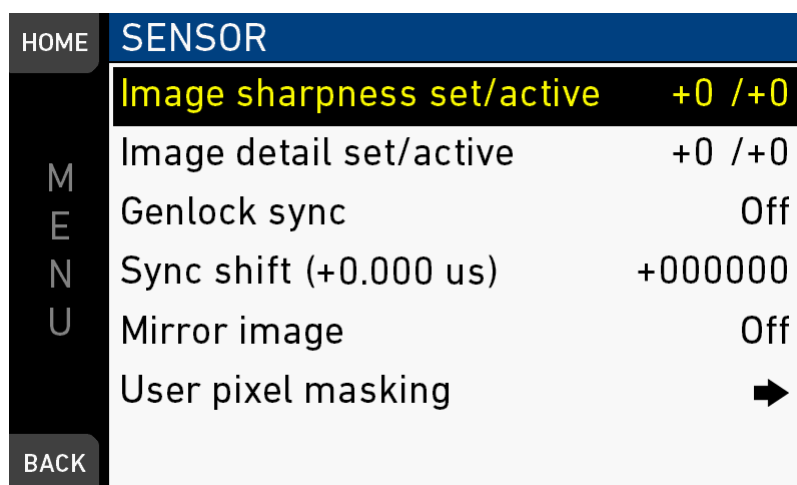 HOME
SENSOR
Image sharpness set/active +0 /+0
Image detail set/active +0 /+0
Genlock sync Off
Sync shift (+0.000 us) +000000
Mirror image Off
User pixel masking
MENU
BACK